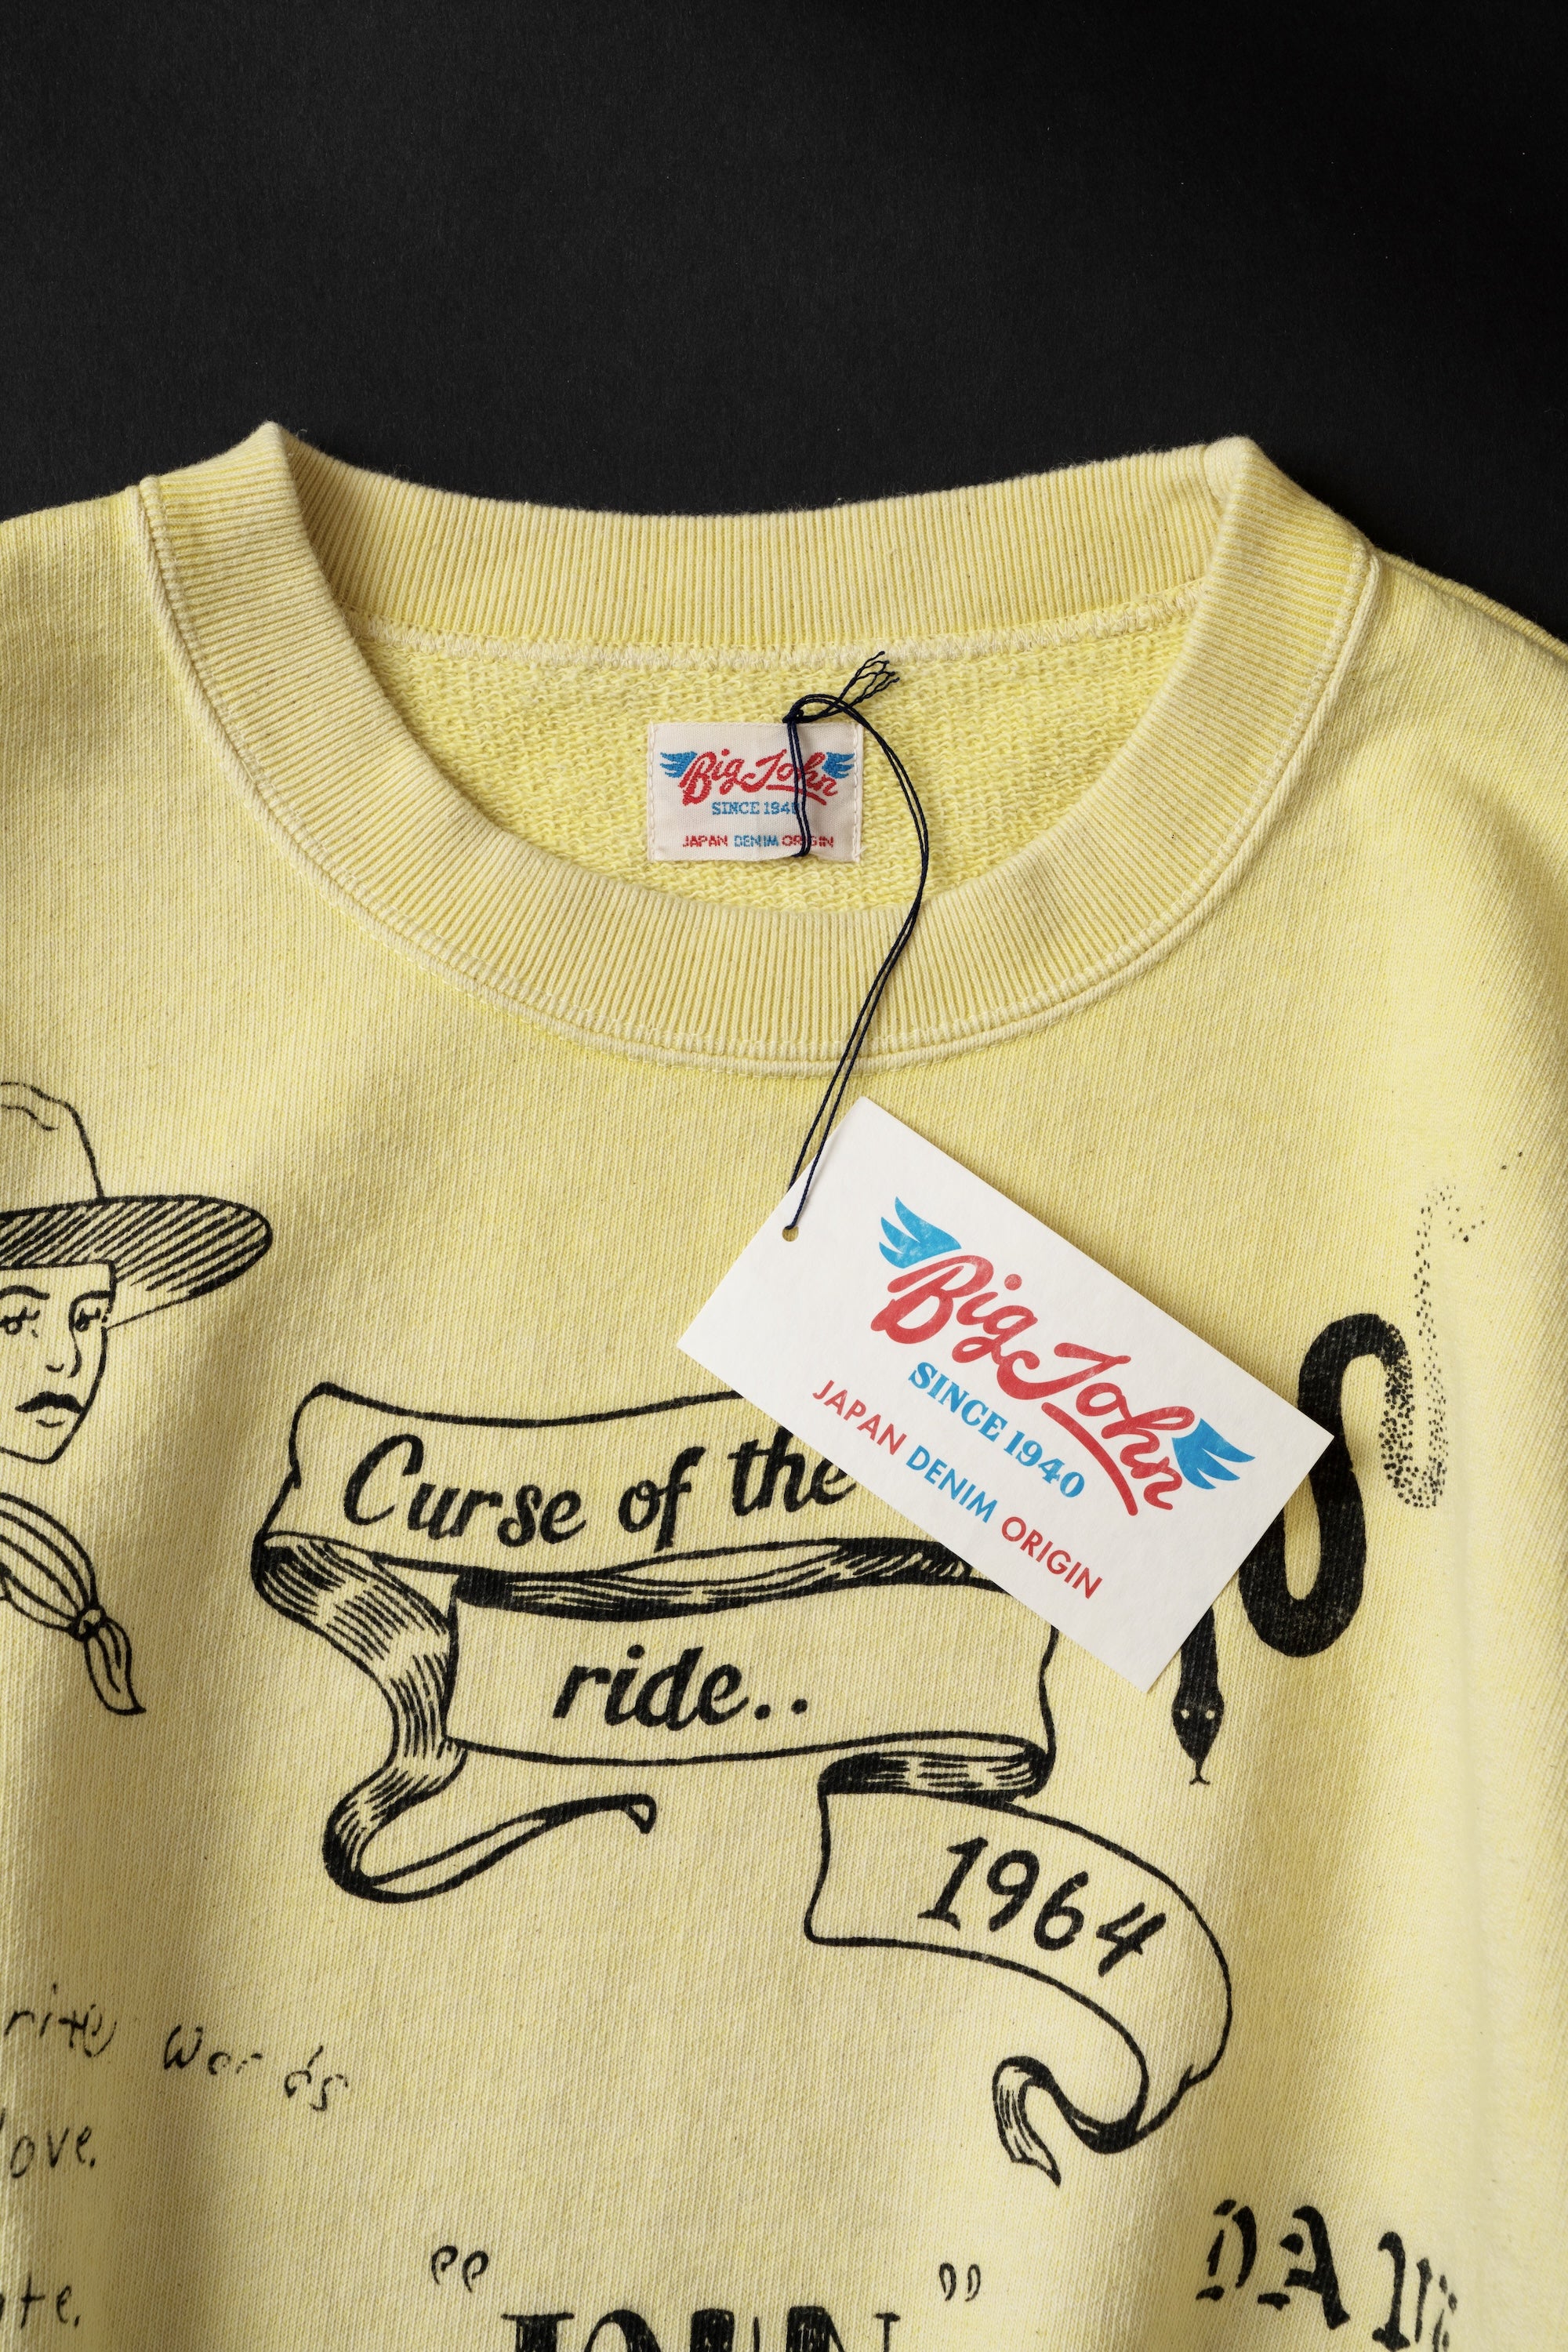 Big John
SINCE 1940
JAPAN DENIM ORIGIN
Big John
SINCE 1940
JAPAN DENIM ORIGIN
Curse of the
ride..
1964
words
love.
JOHN